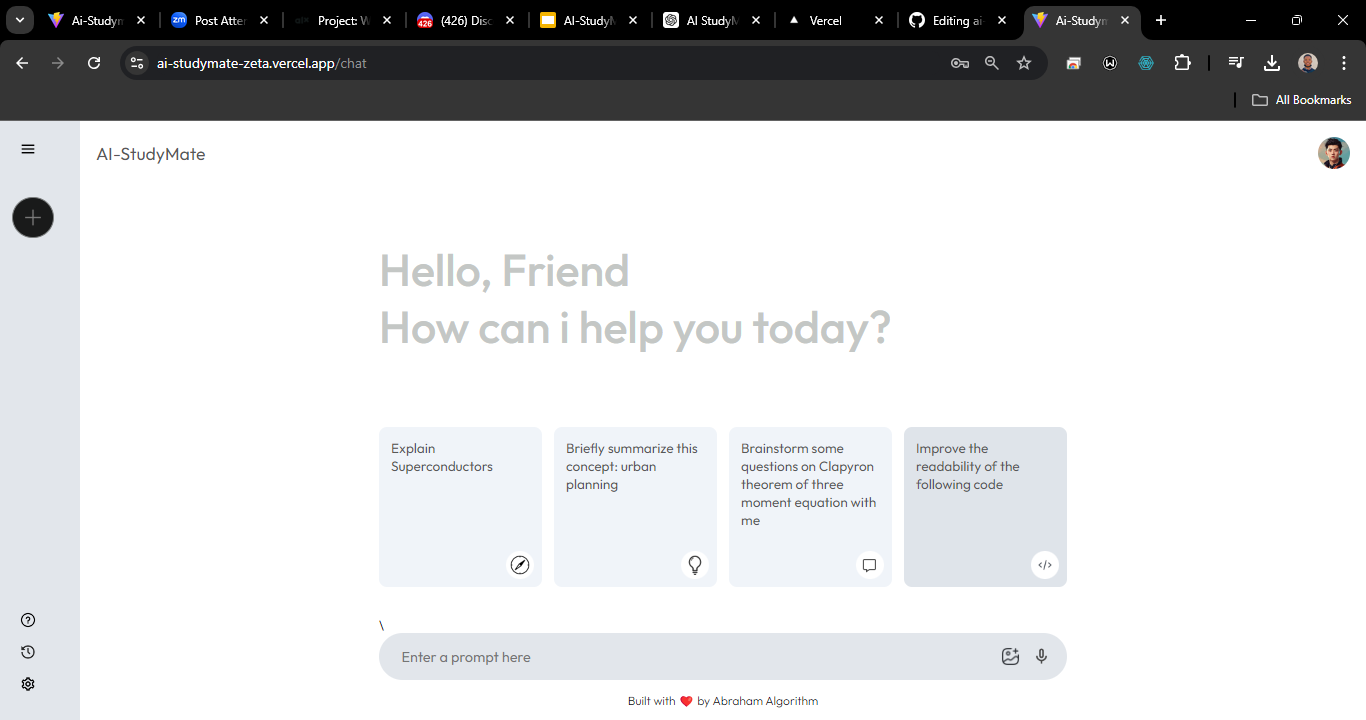 Ai-Studym
Post Atter
Project: W
(426) Disc
AI-StudyM
AI StudyM
Vercel
Editing ai-
Ai-Studym
ai-studymate-zeta.vercel.app/chat
All Bookmarks
AI-StudyMate
Hello, Friend
How can i help you today?
Explain
Superconductors
Briefly summarize this
concept: urban
planning
Brainstorm some
questions on Clapyron
theorem of three
moment equation with
me
Improve the
readability of the
following code
\
Enter a prompt here
Built with ❤️ by Abraham Algorithm